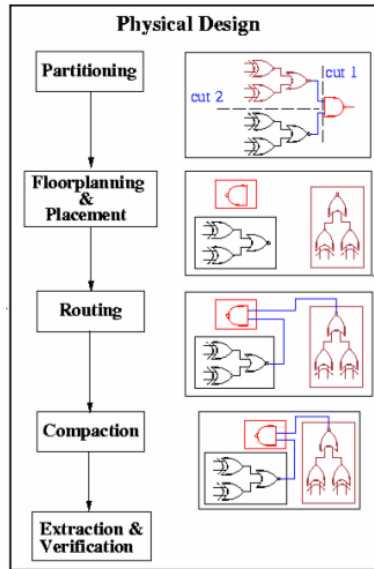 Physical Design
Partitioning
cut 1
cut 2
Floorplanning
&
Placement
Routing
Compaction
Extraction &
Verification